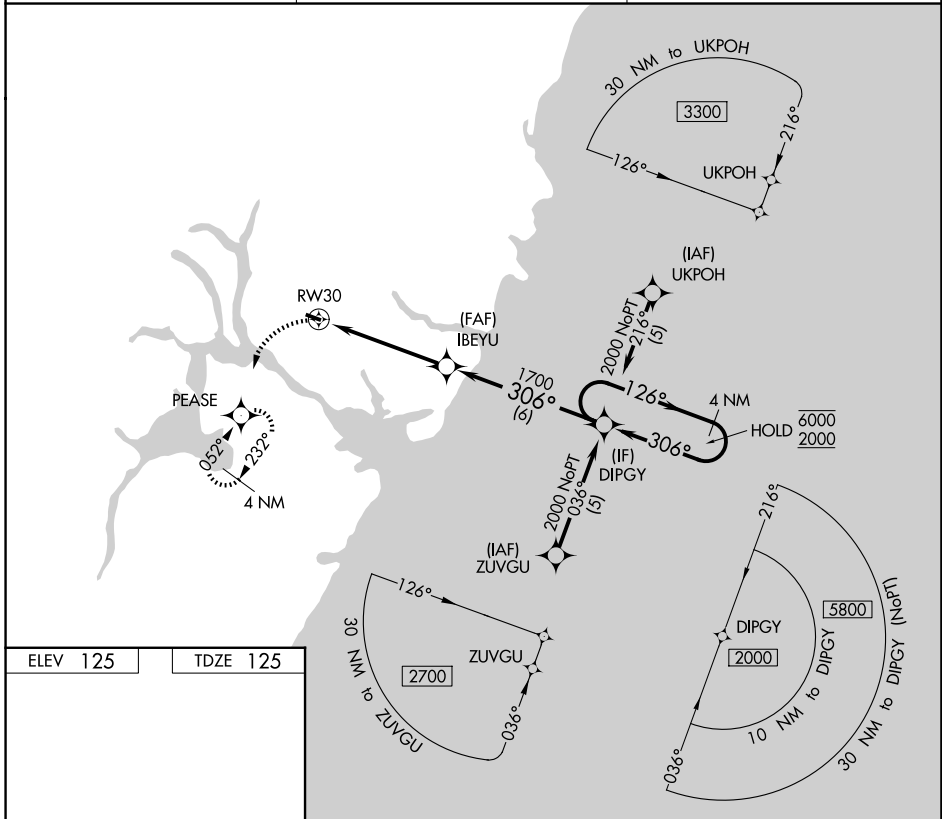 30 NM to UKPOH
3300
216°
126°
UKPOH
(IAF)
UKPOH
RW30
(FAF)
IBEYU
2000 NoPT
216°
(5)
1700
306°
(6)
126°
4 NM
HOLD 6000
2000
306°
PEASE
052°
232°
4 NM
(IF)
DIPGY
2000 NoPT
036°
(5)
(IAF)
ZUVGU
216°
126°
5800
DIPGY
ZUVGU
2000
2700
30 NM to ZUVGU
036°
10 NM to DIPGY
30 NM to DIPGY (NoPT)
036°
ELEV 125
TDZE 125